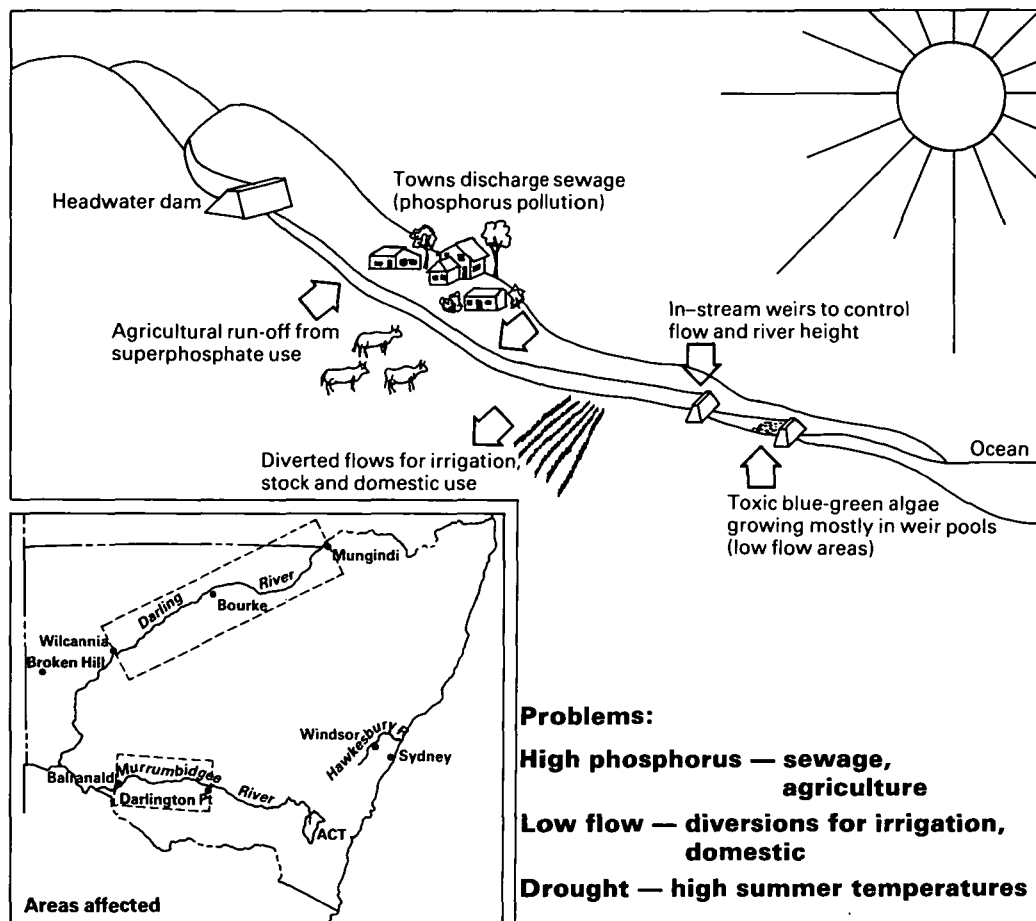 Headwater dam
Towns discharge sewage
(phosphorus pollution)
Agricultural run-off from
superphosphate use
In-stream weirs to control
flow and river height
Diverted flows for irrigation,
stock and domestic use
Ocean
Toxic blue-green algae
growing mostly in weir pools
(low flow areas)
Mungindi
Darling River
Bourke
Wilcannia
Broken Hill
Windsor
Hawkesbury R
Sydney
Balranald
Murrumbidgee River
Darlington Pt
ACT
Areas affected
Problems:
High phosphorus — sewage,
agriculture
Low flow — diversions for irrigation,
domestic
Drought — high summer temperatures